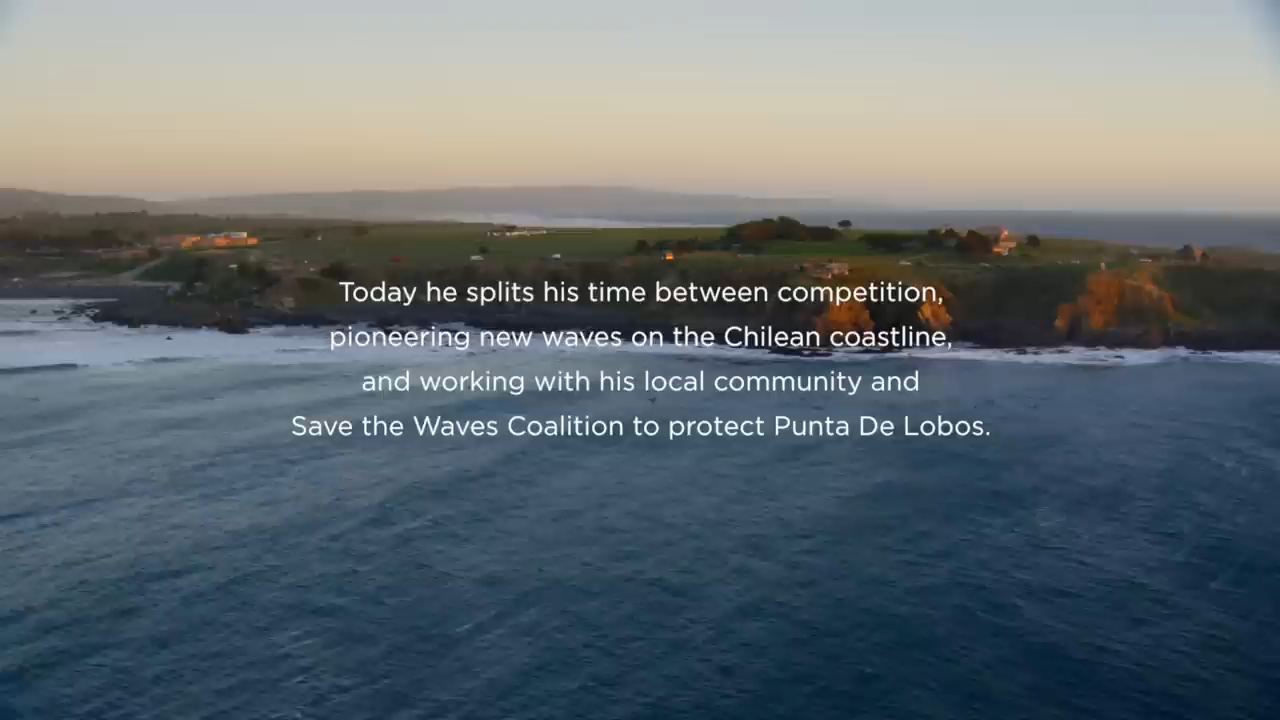 Today he splits his time between competition,
pioneering new waves on the Chilean coastline,
and working with his local community and
Save the Waves Coalition to protect Punta De Lobos.